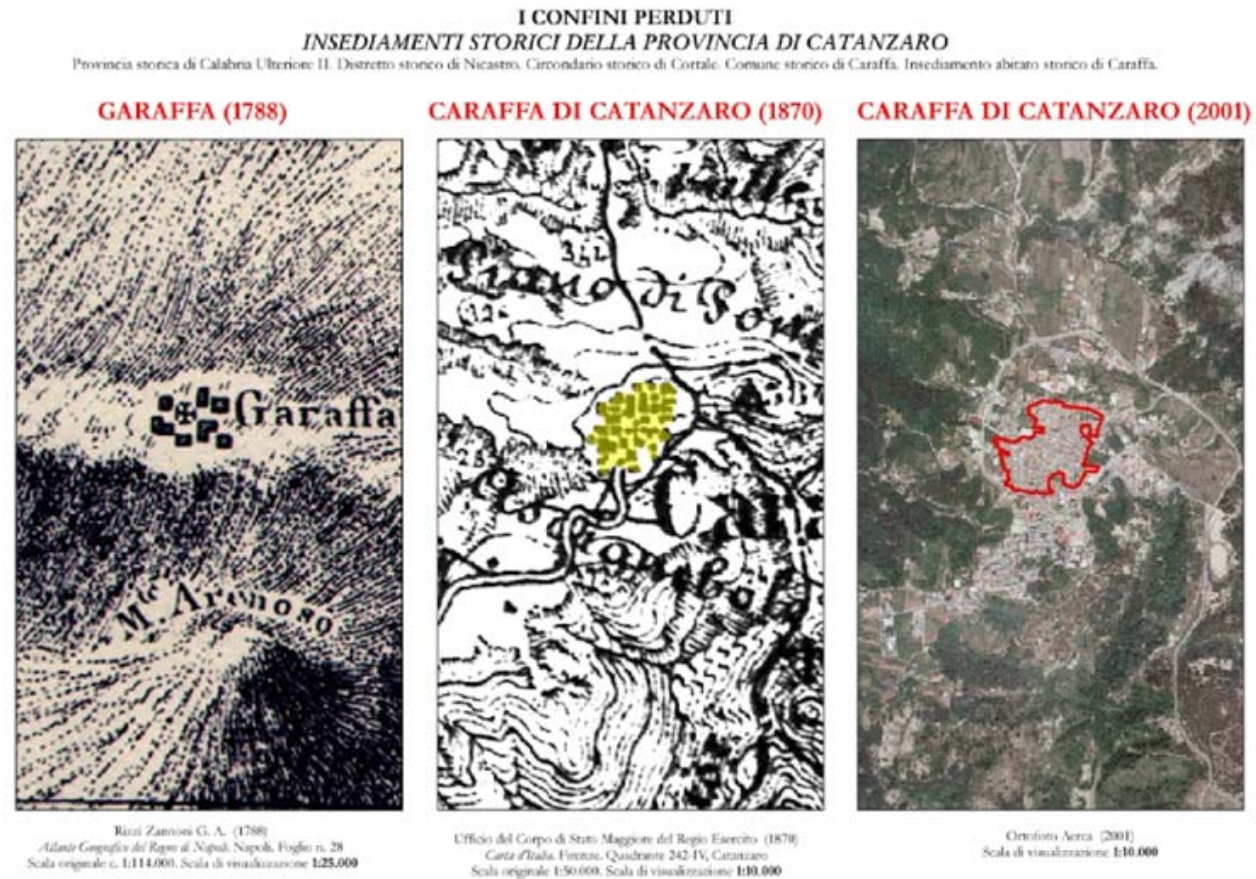 I CONFINI PERDUTI
INSEDIAMENTI STORICI DELLA PROVINCIA DI CATANZARO
Provincia storica di Calabria Ulteriore II. Distretto storico di Nicastro. Circondario storico di Cortale. Comune storico di Caraffa. Insediamento abitato storico di Caraffa.
GARAFFA (1788)
Garaffa
Rizzi Zannoni G. A. (1788)
Atlante Geografico del Regno di Napoli. Napoli. Foglio n. 28
Scala originale c. 1:114.000. Scala di visualizzazione 1:25.000
CARAFFA DI CATANZARO (1870)
Piano di
Ufficio del Corpo di Stato Maggiore del Regio Esercito (1870)
Carta d'Italia. Firenze. Quadrante 242-IV, Catanzaro
Scala originale 1:50.000. Scala di visualizzazione 1:10.000
CARAFFA DI CATANZARO (2001)
Ortofoto Aerea (2001)
Scala di visualizzazione 1:10.000